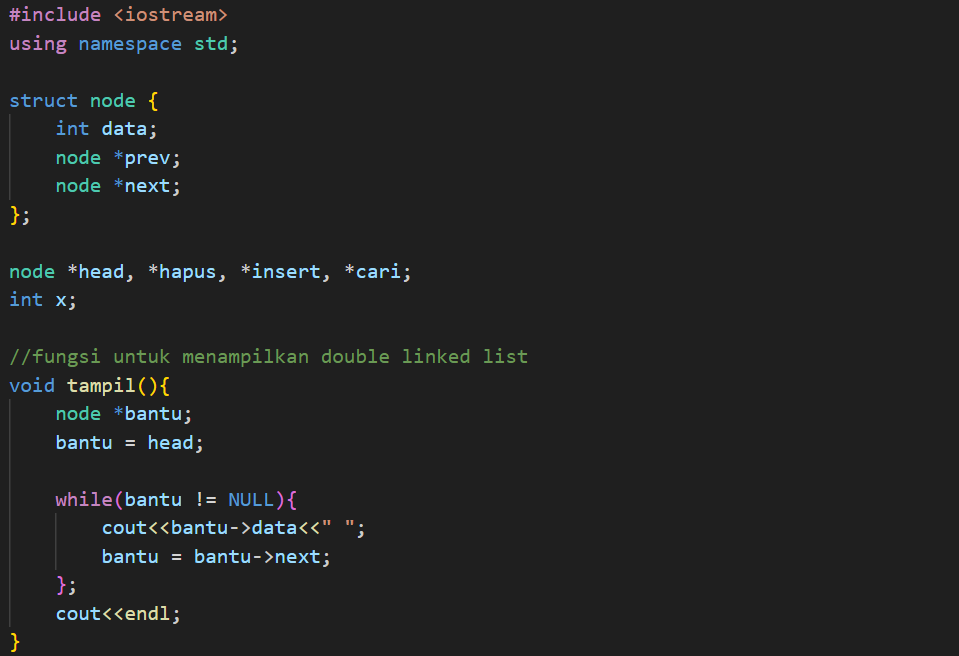 #include <iostream>
using namespace std;
struct node {
int data;
node *prev;
node *next;
};
node *head, *hapus, *insert, *cari;
int x;
//fungsi untuk menampilkan double linked list
void tampil(){
node *bantu;
bantu = head;
while(bantu != NULL){
cout<<bantu->data<<" ";
bantu = bantu->next;
};
cout<<endl;
}